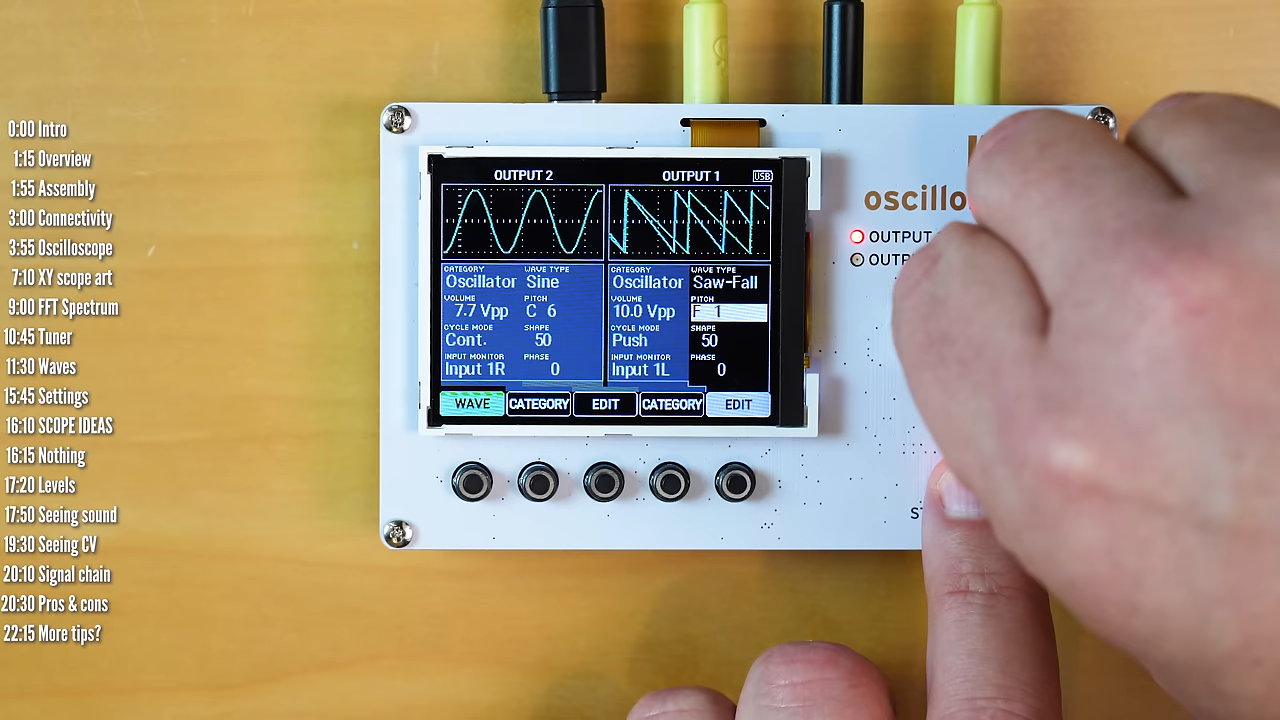 0:00 Intro
1:15 Overview
1:55 Assembly
3:00 Connectivity
3:55 Oscilloscope
7:10 XY scope art
9:00 FFT Spectrum
10:45 Tuner
11:30 Waves
15:45 Settings
16:10 SCOPE IDEAS
16:15 Nothing
17:20 Levels
17:50 Seeing sound
19:30 Seeing CV
20:10 Signal chain
20:30 Pros & cons
22:15 More tips?
OUTPUT 2 OUTPUT 1 USB
CATEGORY WAVE TYPE CATEGORY WAVE TYPE
Oscillator Sine Oscillator Saw-Fall
VOLUME PITCH VOLUME PITCH
7.7 Vpp C 6 10.0 Vpp F 1
CYCLE MODE SHAPE CYCLE MODE SHAPE
Cont. 50 Push 50
INPUT MONITOR PHASE INPUT MONITOR PHASE
Input 1R 0 Input 1L 0
WAVE CATEGORY EDIT CATEGORY EDIT
oscillo
OUTPUT
OUTP
ST